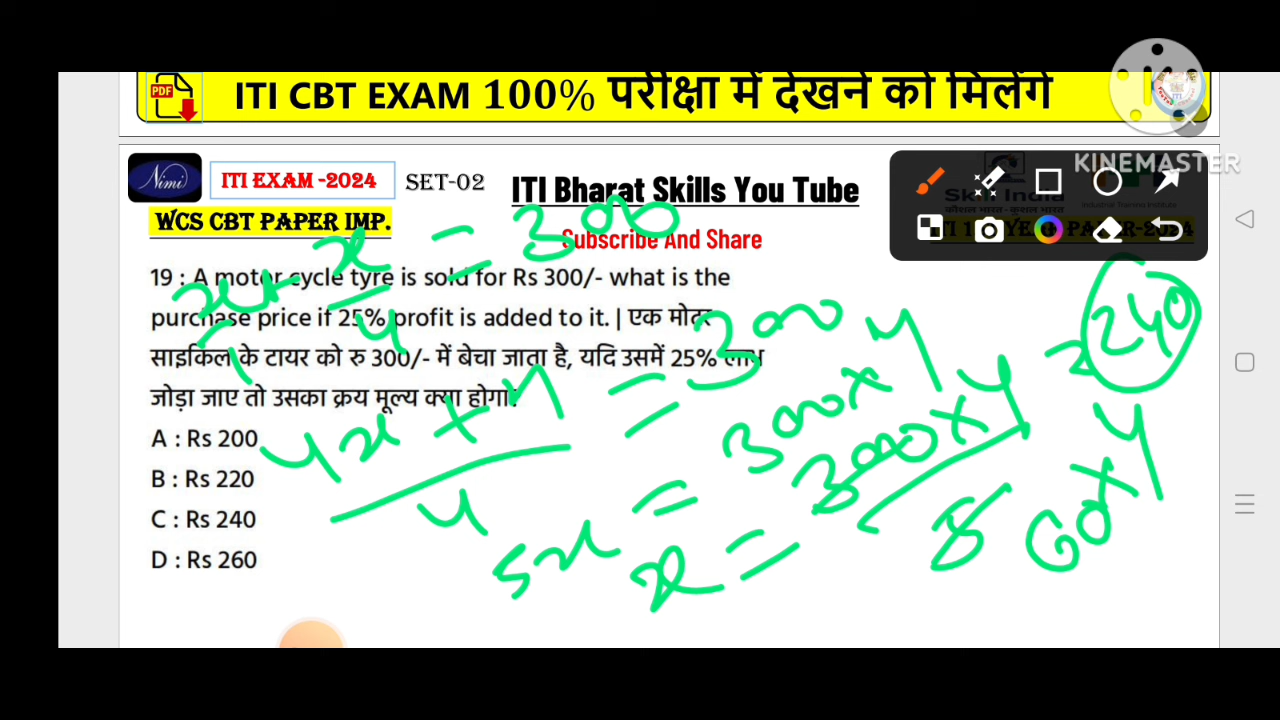 PDF
ITI CBT EXAM 100% परीक्षा में देखने को मिलेंगे
KINEMASTER
Nimi
ITI EXAM -2024
SET-02
ITI Bharat Skills You Tube
WCS CBT PAPER IMP.
Subscribe And Share
19 : A motor cycle tyre is sold for Rs 300/- what is the
purchase price if 25% profit is added to it. | एक मोटर
साइकिल के टायर को रु 300/- में बेचा जाता है, यदि उसमें 25% लाभ
जोड़ा जाए तो उसका क्रय मूल्य क्या होगा?
A : Rs 200
B : Rs 220
C : Rs 240
D : Rs 260
x/1 + x/4 = 300
4x + x/4 = 300
5x = 300 x 4
x = 300 x 4 / 5
60 x 4
= 240